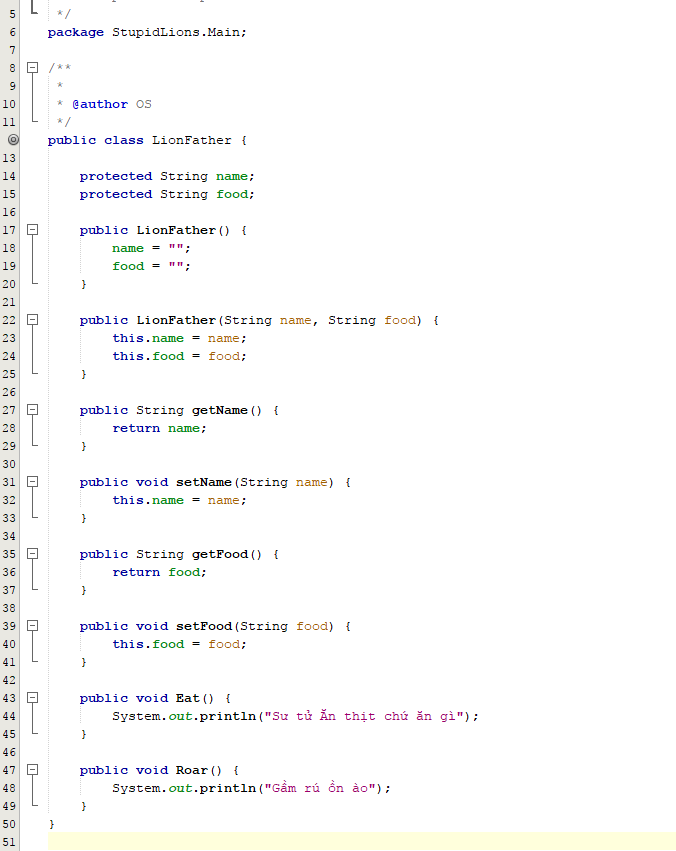 5 */
6 package StupidLions.Main;
7
8 /**
9 *
10 * @author OS
11 */
public class LionFather {
13
14 protected String name;
15 protected String food;
16
17 public LionFather() {
18 name = "";
19 food = "";
20 }
21
22 public LionFather(String name, String food) {
23 this.name = name;
24 this.food = food;
25 }
26
27 public String getName() {
28 return name;
29 }
30
31 public void setName(String name) {
32 this.name = name;
33 }
34
35 public String getFood() {
36 return food;
37 }
38
39 public void setFood(String food) {
40 this.food = food;
41 }
42
43 public void Eat() {
44 System.out.println("Sư tử Ăn thịt chứ ăn gì");
45 }
46
47 public void Roar() {
48 System.out.println("Gầm rú ồn ào");
49 }
50 }
51